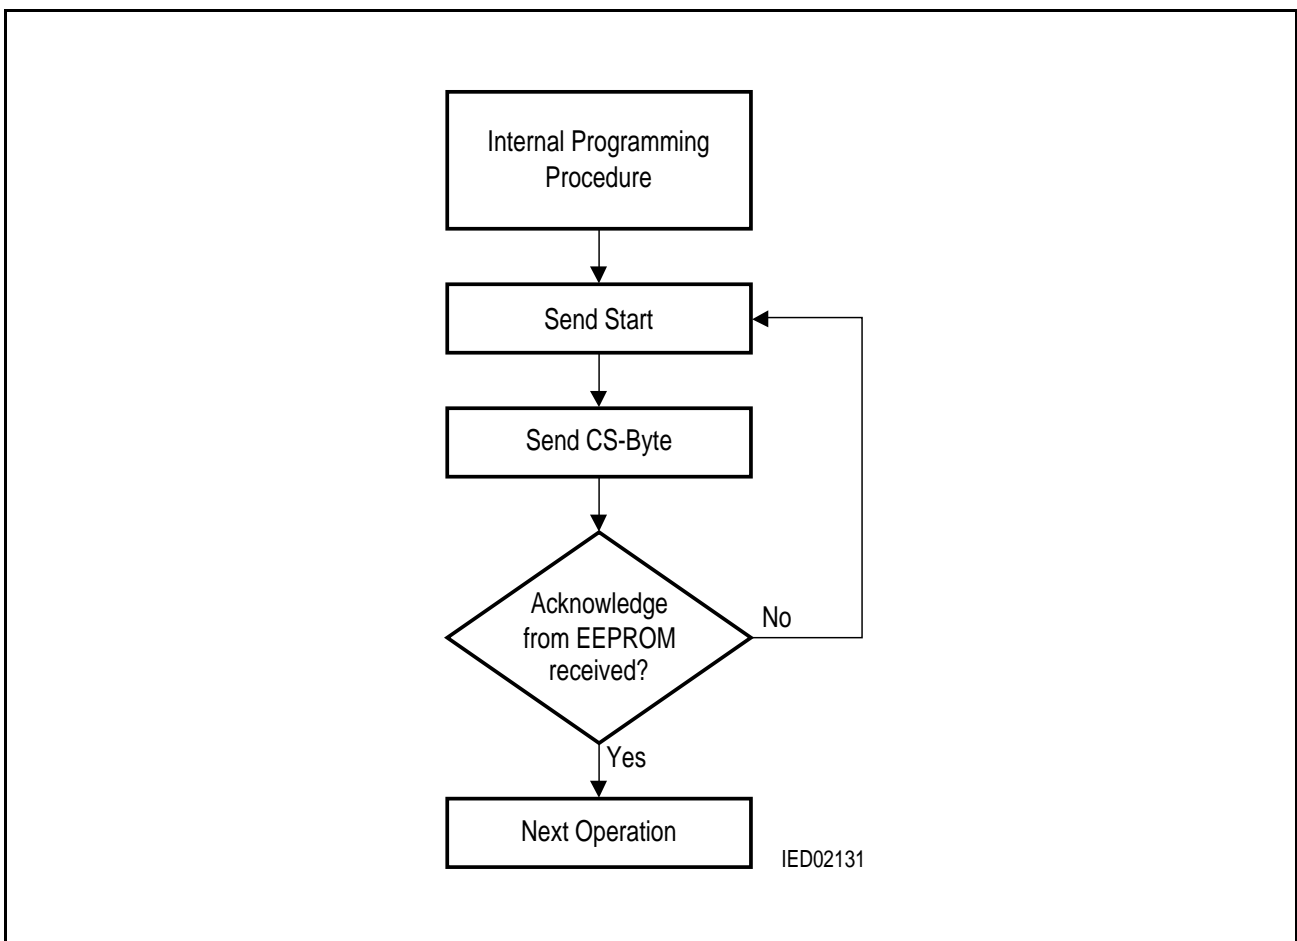 Internal Programming
Procedure
Send Start
Send CS-Byte
Acknowledge
from EEPROM
received?
No
Yes
Next Operation
IED02131